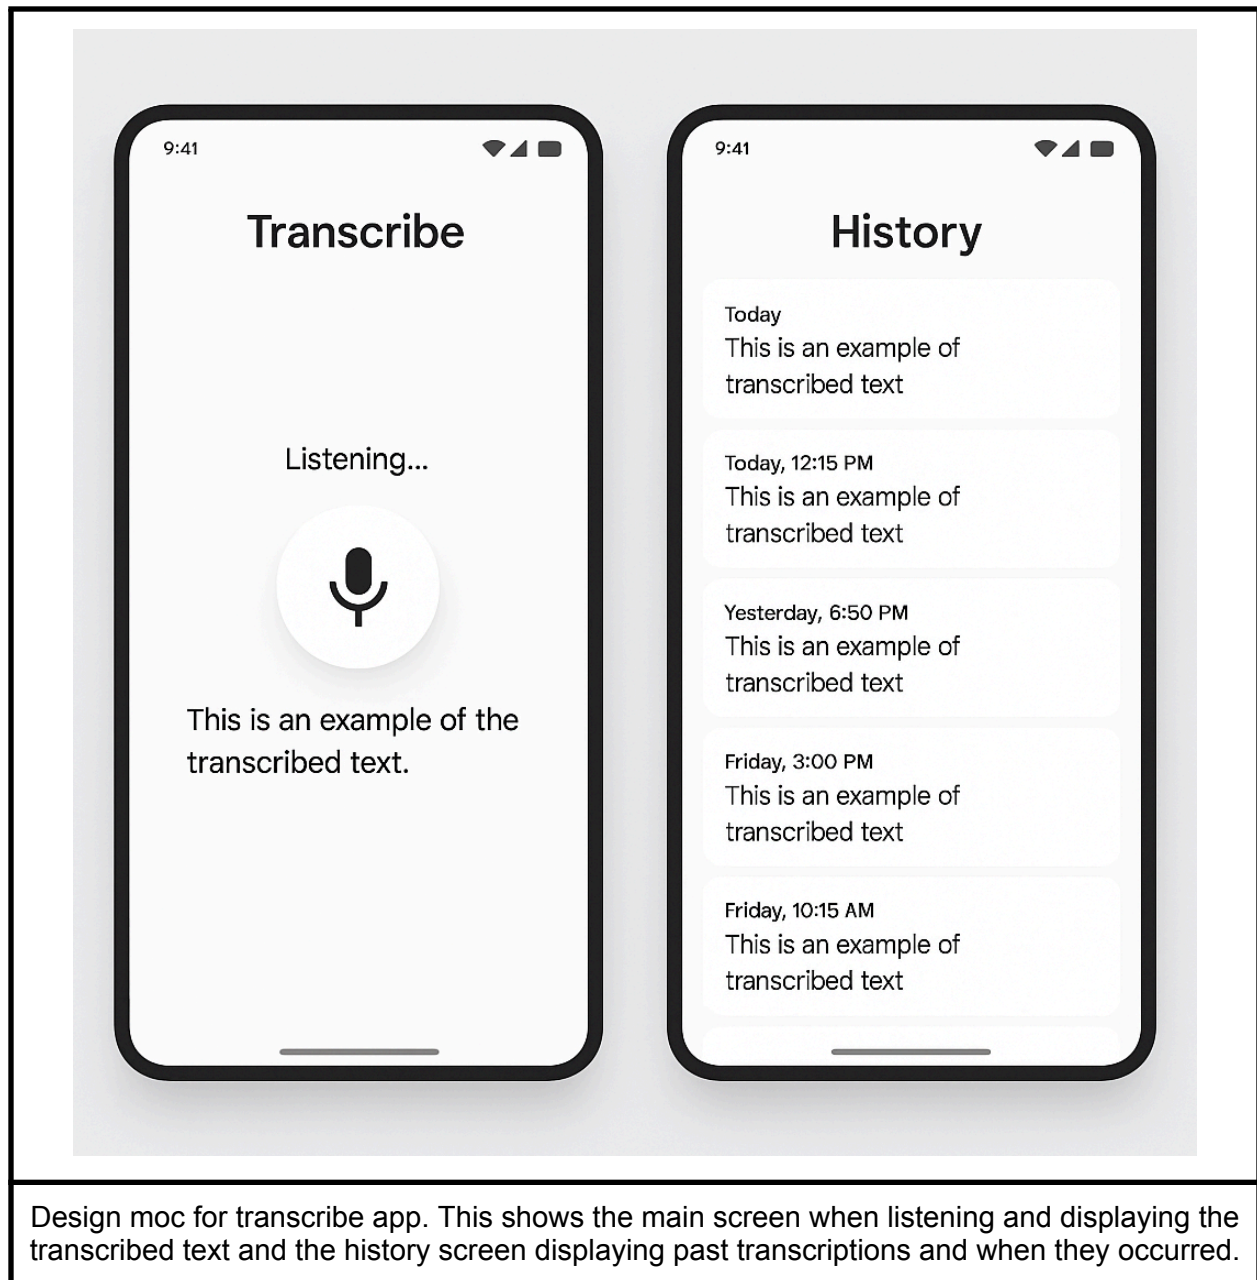 9:41
Transcribe
Listening...
This is an example of the
transcribed text.
9:41
History
Today
This is an example of
transcribed text
Today, 12:15 PM
This is an example of
transcribed text
Yesterday, 6:50 PM
This is an example of
transcribed text
Friday, 3:00 PM
This is an example of
transcribed text
Friday, 10:15 AM
This is an example of
transcribed text
Design moc for transcribe app. This shows the main screen when listening and displaying the
transcribed text and the history screen displaying past transcriptions and when they occurred.